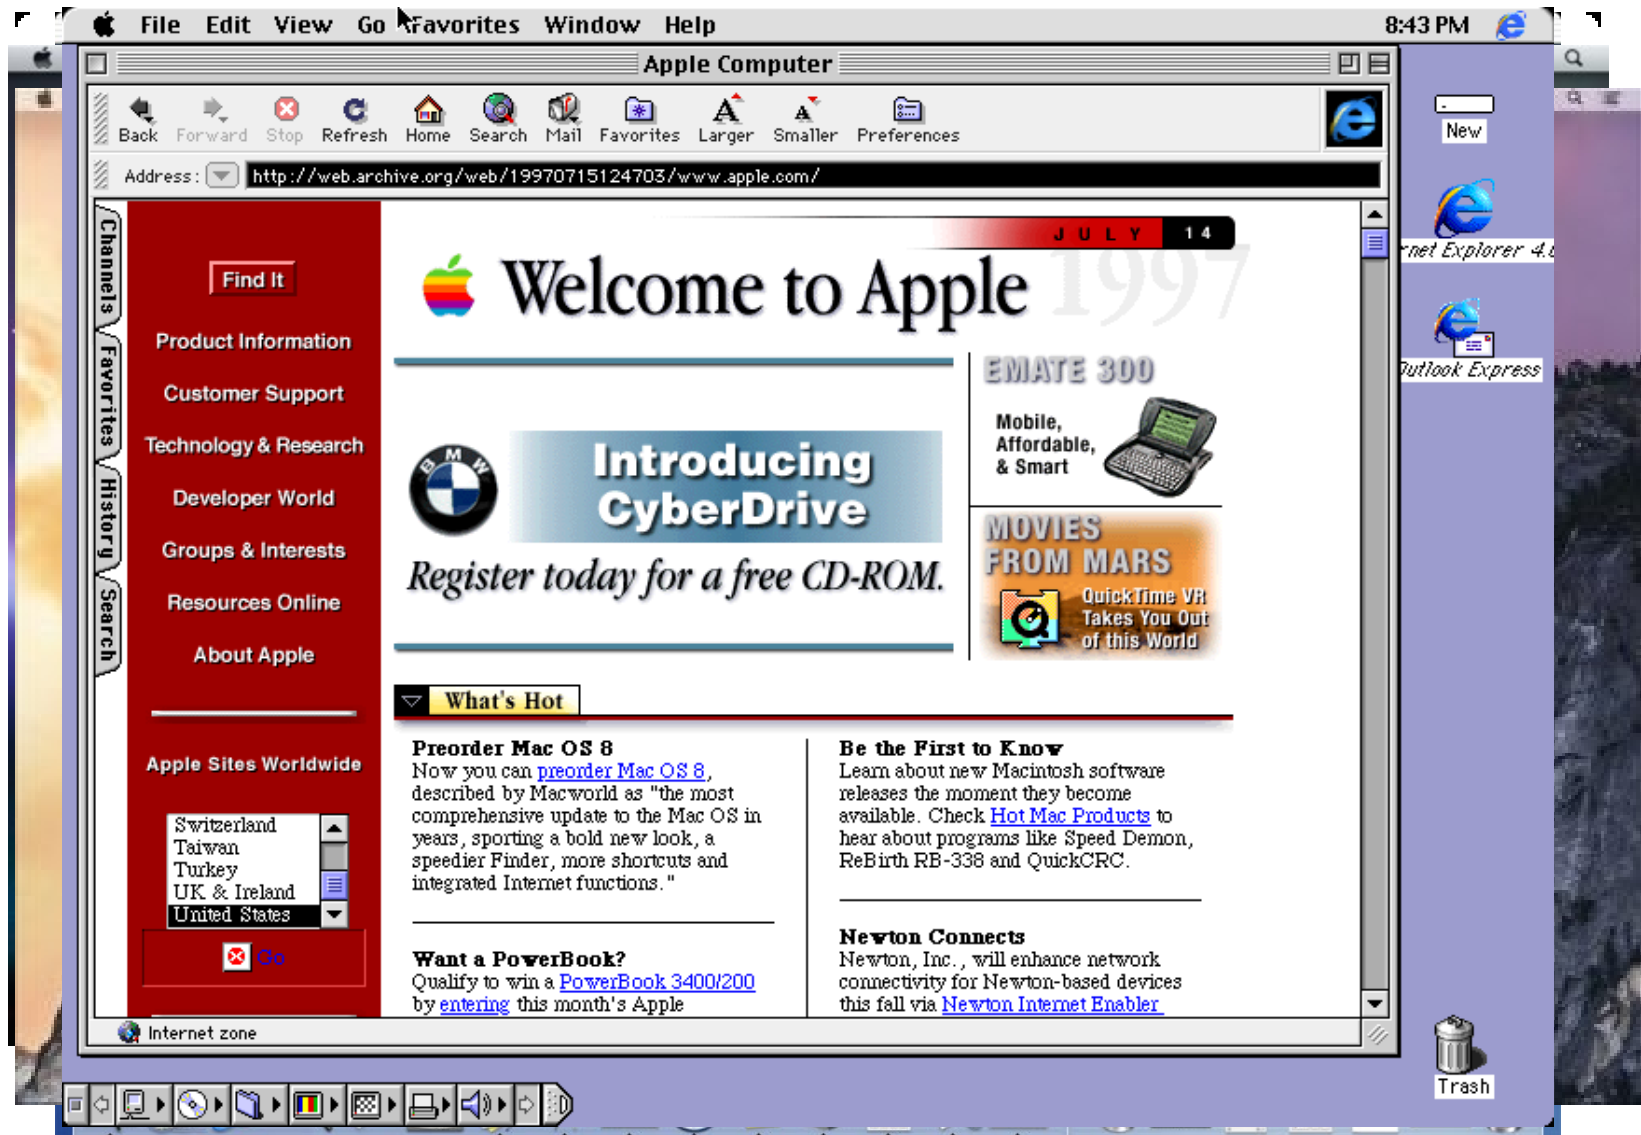 File Edit View Go Favorites Window Help
8:43 PM
Apple Computer
Back Forward Stop Refresh Home Search Mail Favorites Larger Smaller Preferences
Address: http://web.archive.org/web/19970715124703/www.apple.com/
Channels
Favorites
History
Search
Find It
Product Information
Customer Support
Technology & Research
Developer World
Groups & Interests
Resources Online
About Apple
Apple Sites Worldwide
Switzerland
Taiwan
Turkey
UK & Ireland
United States
Go
JULY 14
1997
Welcome to Apple
BMW
Introducing
CyberDrive
Register today for a free CD-ROM.
EMATE 300
Mobile,
Affordable,
& Smart
MOVIES
FROM MARS
QuickTime VR
Takes You Out
of this World
What's Hot
Preorder Mac OS 8
Now you can preorder Mac OS 8,
described by Macworld as "the most
comprehensive update to the Mac OS in
years, sporting a bold new look, a
speedier Finder, more shortcuts and
integrated Internet functions."
Want a PowerBook?
Qualify to win a PowerBook 3400/200
by entering this month's Apple
Be the First to Know
Learn about new Macintosh software
releases the moment they become
available. Check Hot Mac Products to
hear about programs like Speed Demon,
ReBirth RB-338 and QuickCRC.
Newton Connects
Newton, Inc., will enhance network
connectivity for Newton-based devices
this fall via Newton Internet Enabler
Internet zone
New
rnet Explorer 4.
Outlook Express
Trash